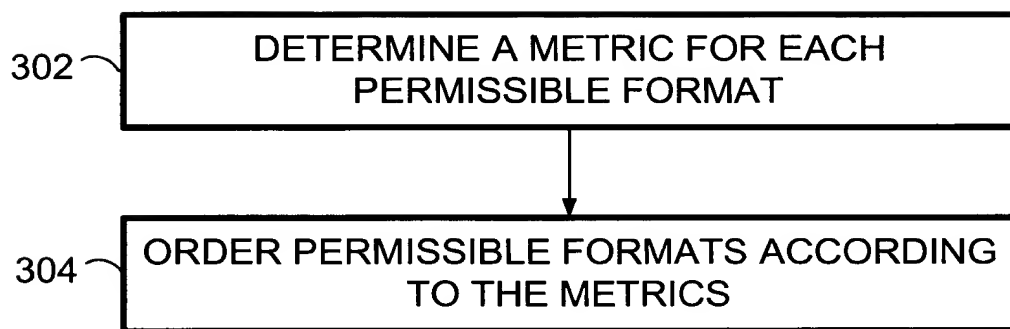 302
DETERMINE A METRIC FOR EACH
PERMISSIBLE FORMAT
304
ORDER PERMISSIBLE FORMATS ACCORDING
TO THE METRICS